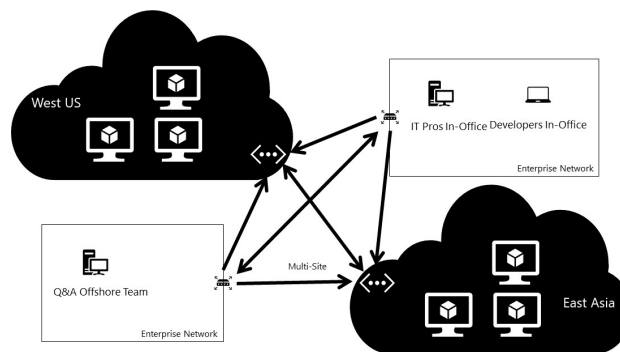 West US
IT Pros In-Office Developers In-Office
Enterprise Network
Multi-Site
Q&A Offshore Team
East Asia
Enterprise Network